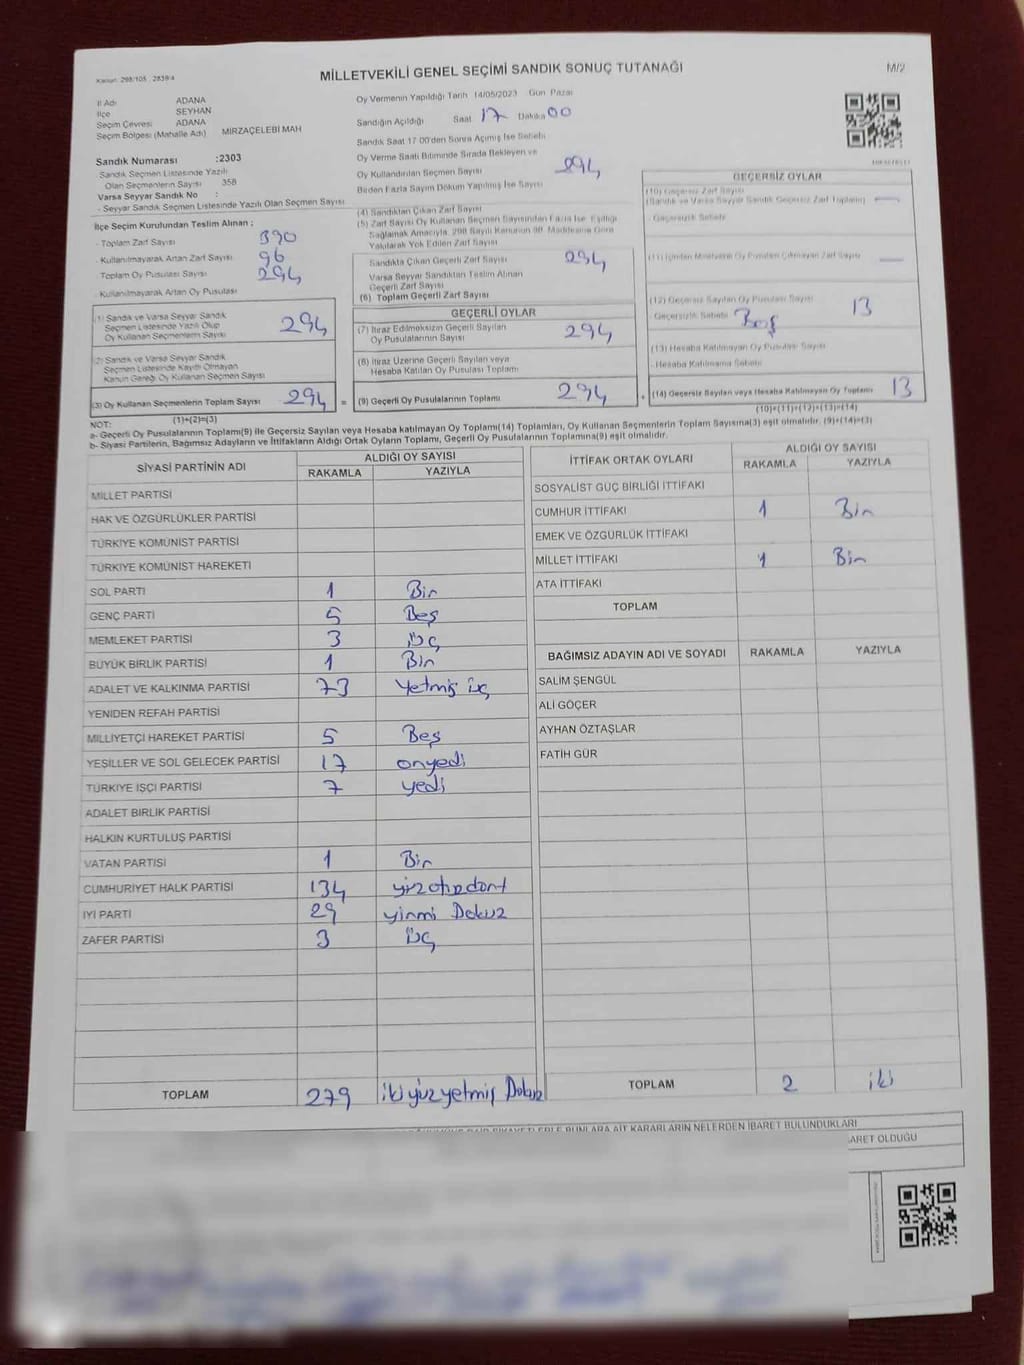 Kanun: 298/105 , 2839/4
MİLLETVEKİLİ GENEL SEÇİMİ SANDIK SONUÇ TUTANAĞI
M/2
İl Adı ADANA
İlçe SEYHAN
Seçim Çevresi ADANA
Seçim Bölgesi (Mahalle Adı) MİRZAÇELEBİ MAH
Sandık Numarası :2303
- Sandık Seçmen Listesinde Yazılı
Olan Seçmenlerin Sayısı 358
Varsa Seyyar Sandık No :
- Seyyar Sandık Seçmen Listesinde Yazılı Olan Seçmen Sayısı
Oy Vermenin Yapıldığı Tarih 14/05/2023 Gün Pazar
Sandığın Açıldığı Saat 17 Dakika 00
Sandık Saat 17:00'den Sonra Açılmış İse Sebebi
Oy Verme Saati Bitiminde Sırada Bekleyen ve
Oy Kullandırılan Seçmen Sayısı 294
Birden Fazla Sayım Döküm Yapılmış İse Sayısı
İlçe Seçim Kurulundan Teslim Alınan :
- Toplam Zarf Sayısı 390
- Kullanılmayarak Artan Zarf Sayısı 96
- Toplam Oy Pusulası Sayısı 294
- Kullanılmayarak Artan Oy Pusulası
(1) Sandık ve Varsa Seyyar Sandık
Seçmen Listesinde Yazılı Olup
Oy Kullanan Seçmenlerin Sayısı 294
(2) Sandık ve Varsa Seyyar Sandık
Seçmen Listesinde Kayıtlı Olmayan
Kanun Gereği Oy Kullanan Seçmen Sayısı
(3) Oy Kullanan Seçmenlerin Toplam Sayısı 294 =
(1)+(2)=(3)
(4) Sandıktan Çıkan Zarf Sayısı
(5) Zarf Sayısı Oy Kullanan Seçmen Sayısından Fazla İse, Eşitliği
Sağlamak Amacıyla, 298 Sayılı Kanunun 98. Maddesine Göre
Yakılarak Yok Edilen Zarf Sayısı
Sandıkta Çıkan Geçerli Zarf Sayısı 294
Varsa Seyyar Sandıktan Teslim Alınan
Geçerli Zarf Sayısı
(6) Toplam Geçerli Zarf Sayısı
GEÇERLİ OYLAR
(7) İtiraz Edilmeksizin Geçerli Sayılan
Oy Pusulalarının Sayısı 294
(8) İtiraz Üzerine Geçerli Sayılan veya
Hesaba Katılan Oy Pusulası Toplamı
(9) Geçerli Oy Pusulalarının Toplamı 294 +
GEÇERSİZ OYLAR
(10) Geçersiz Zarf Sayısı
(Sandık ve Varsa Seyyar Sandık Geçersiz Zarf Toplamı) —
- Geçersizlik Sebebi
(12) Geçersiz Sayılan Oy Pusulası Sayısı 13
Geçersizlik Sebebi Boş
(13) Hesaba Katılmayan Oy Pusulası Sayısı
- Hesaba Katılmama Sebebi
(14) Geçersiz Sayılan veya Hesaba Katılmayan Oy Toplamı 13
(10)+(11)+(12)+(13)=(14)
NOT:
a- Geçerli Oy Pusulalarının Toplamı(9) ile Geçersiz Sayılan veya Hesaba katılmayan Oy Toplamı(14) Toplamları, Oy Kullanan Seçmenlerin Toplam Sayısına(3) eşit olmalıdır. (9)+(14)=(3)
b- Siyasi Partilerin, Bağımsız Adayların ve İttifakların Aldığı Ortak Oyların Toplamı, Geçerli Oy Pusulalarının Toplamına(9) eşit olmalıdır.
SİYASİ PARTİNİN ADI
ALDIĞI OY SAYISI
RAKAMLA YAZIYLA
MİLLET PARTİSİ
HAK VE ÖZGÜRLÜKLER PARTİSİ
TÜRKİYE KOMÜNİST PARTİSİ
TÜRKİYE KOMÜNİST HAREKETİ
SOL PARTİ 1 Bir
GENÇ PARTİ 5 Beş
MEMLEKET PARTİSİ 3 üç
BÜYÜK BİRLİK PARTİSİ 1 Bir
ADALET VE KALKINMA PARTİSİ 73 Yetmiş üç
YENİDEN REFAH PARTİSİ
MİLLİYETÇİ HAREKET PARTİSİ 5 Beş
YEŞİLLER VE SOL GELECEK PARTİSİ 17 onyedi
TÜRKİYE İŞÇİ PARTİSİ 7 yedi
ADALET BİRLİK PARTİSİ
HALKIN KURTULUŞ PARTİSİ
VATAN PARTİSİ 1 Bir
CUMHURİYET HALK PARTİSİ 134
İYİ PARTİ 29 yirmi Dokuz
ZAFER PARTİSİ 3 üç
TOPLAM 279 iki yüz yetmiş Dokuz
İTTİFAK ORTAK OYLARI
ALDIĞI OY SAYISI
RAKAMLA YAZIYLA
SOSYALİST GÜÇ BİRLİĞİ İTTİFAKI
CUMHUR İTTİFAKI 1 Bir
EMEK VE ÖZGÜRLÜK İTTİFAKI
MİLLET İTTİFAKI 1 Bir
ATA İTTİFAKI
TOPLAM
BAĞIMSIZ ADAYIN ADI VE SOYADI RAKAMLA YAZIYLA
SALİM ŞENGÜL
ALİ GÖÇER
AYHAN ÖZTAŞLAR
FATİH GÜR
TOPLAM 2 iki
KARARLARIN NELERDEN İBARET BULUNDUKLARI
OLDUĞU